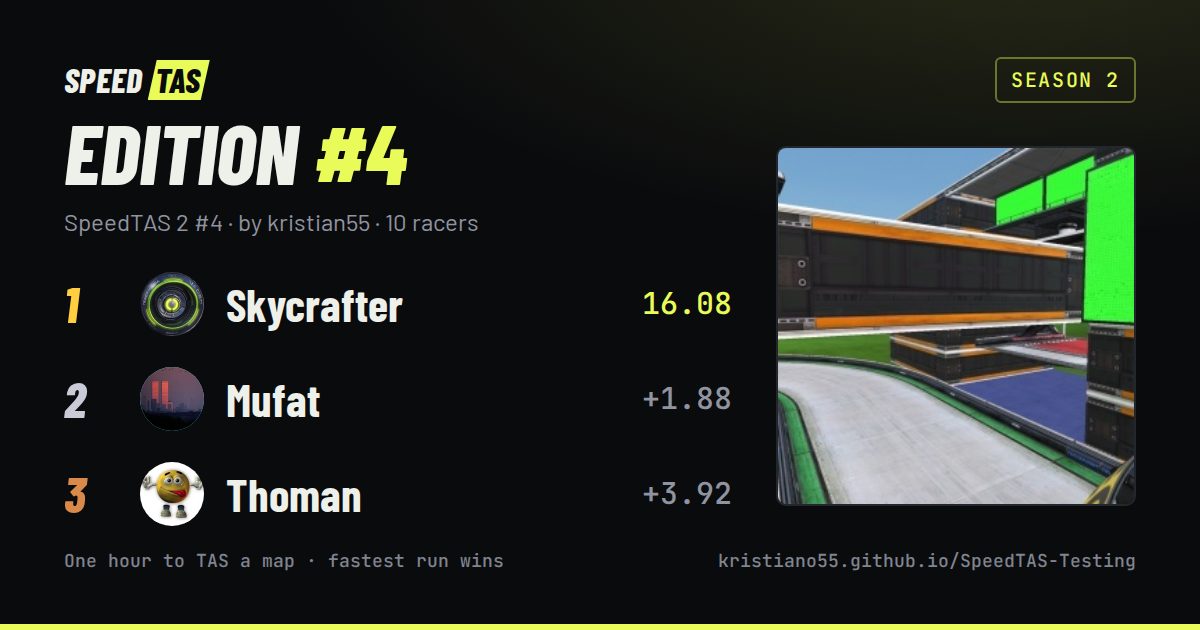 SPEED TAS
SEASON 2
EDITION #4
SpeedTAS 2 #4 · by kristian55 · 10 racers
1 Skycrafter 16.08
2 Mufat +1.88
3 Thoman +3.92
One hour to TAS a map · fastest run wins
kristiano55.github.io/SpeedTAS-Testing